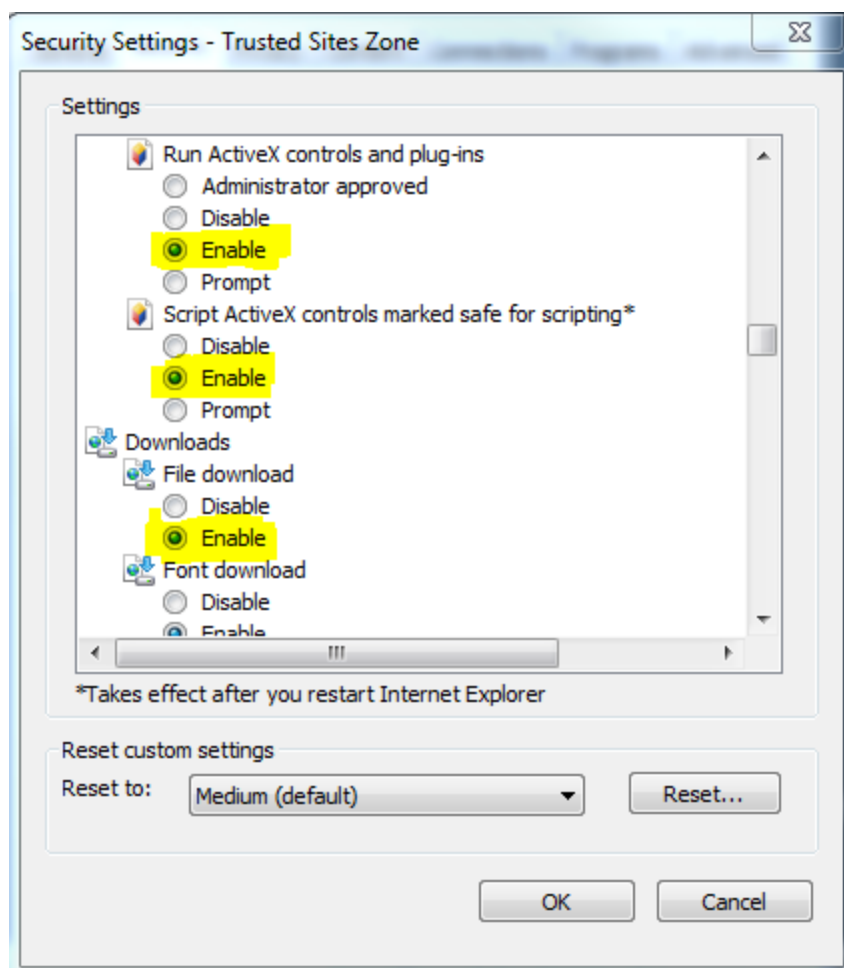 Security Settings - Trusted Sites Zone
Settings
Run ActiveX controls and plug-ins
Administrator approved
Disable
Enable
Prompt
Script ActiveX controls marked safe for scripting*
Disable
Enable
Prompt
Downloads
File download
Disable
Enable
Font download
Disable
Enable
*Takes effect after you restart Internet Explorer
Reset custom settings
Reset to:
Medium (default)
Reset...
OK
Cancel